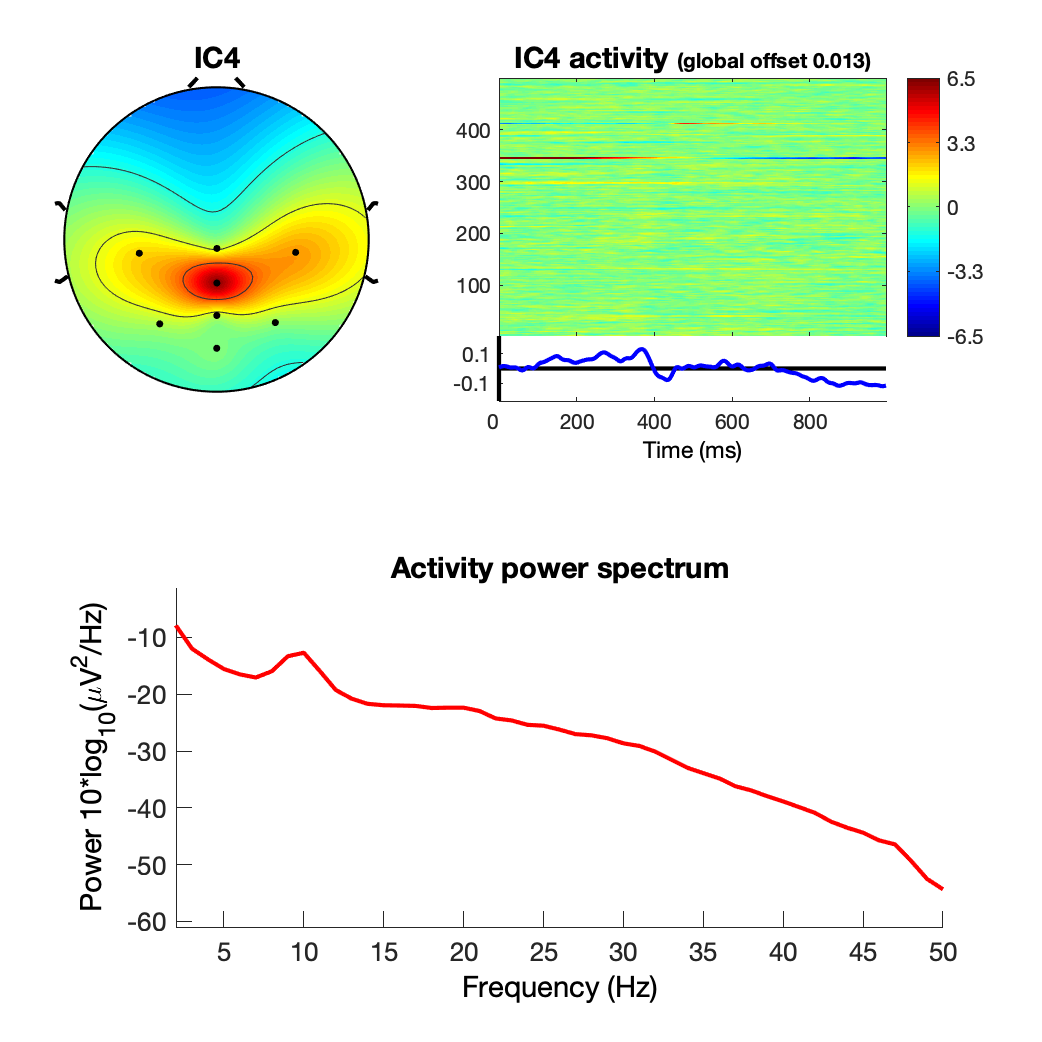 IC4
IC4 activity (global offset 0.013)
400
300
200
100
6.5
3.3
0
-3.3
-6.5
0.1
-0.1
0 200 400 600 800
Time (ms)
Activity power spectrum
Power 10*log10(μV2/Hz)
-10
-20
-30
-40
-50
-60
5 10 15 20 25 30 35 40 45 50
Frequency (Hz)